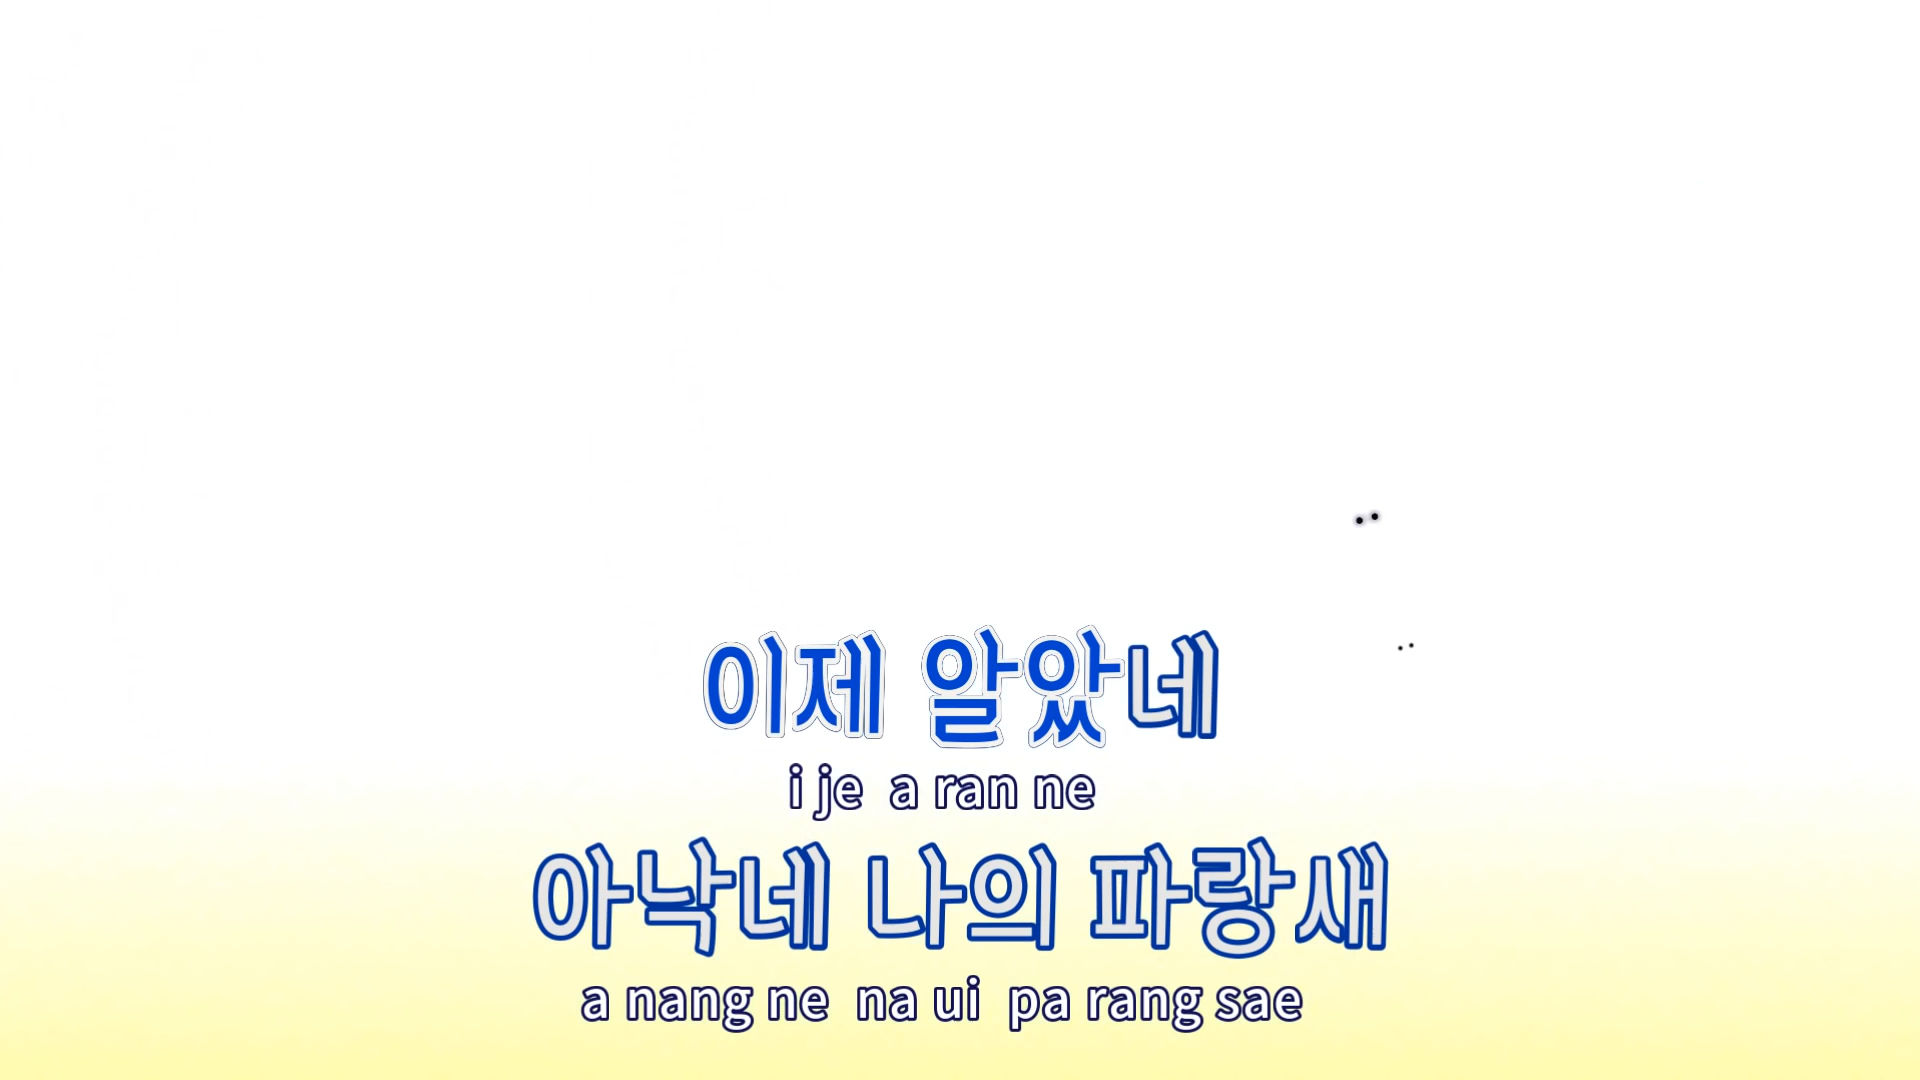 이제 알았네
i je a ran ne
아낙네 나의 파랑새
a nang ne na ui pa rang sae